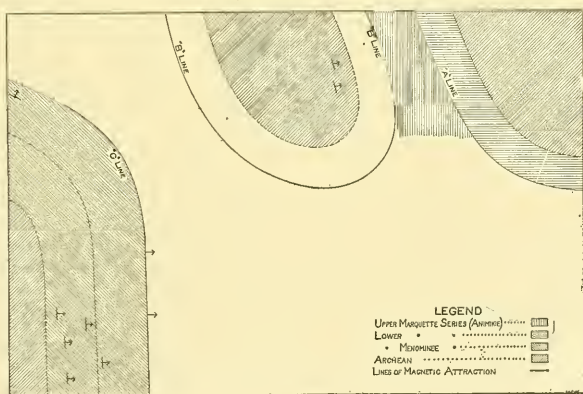 "B" LINE
"B" LINE
"A" LINE
"C" LINE
LEGEND
UPPER MARQUETTE SERIES (ANIMIKIE)
LOWER " "
" MENOMINEE "
ARCHEAN
LINES OF MAGNETIC ATTRACTION